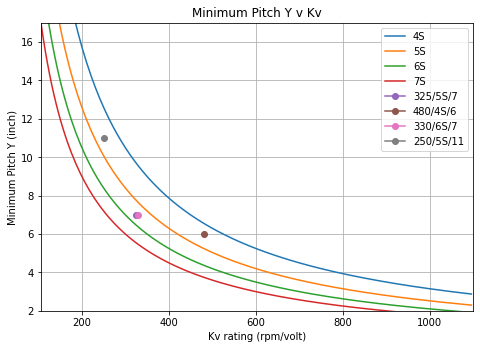 Minimum Pitch Y v Kv
4S
5S
6S
7S
325/5S/7
480/4S/6
330/6S/7
250/5S/11
16
14
12
10
8
6
4
2
Minimum Pitch Y (inch)
200 400 600 800 1000
Kv rating (rpm/volt)